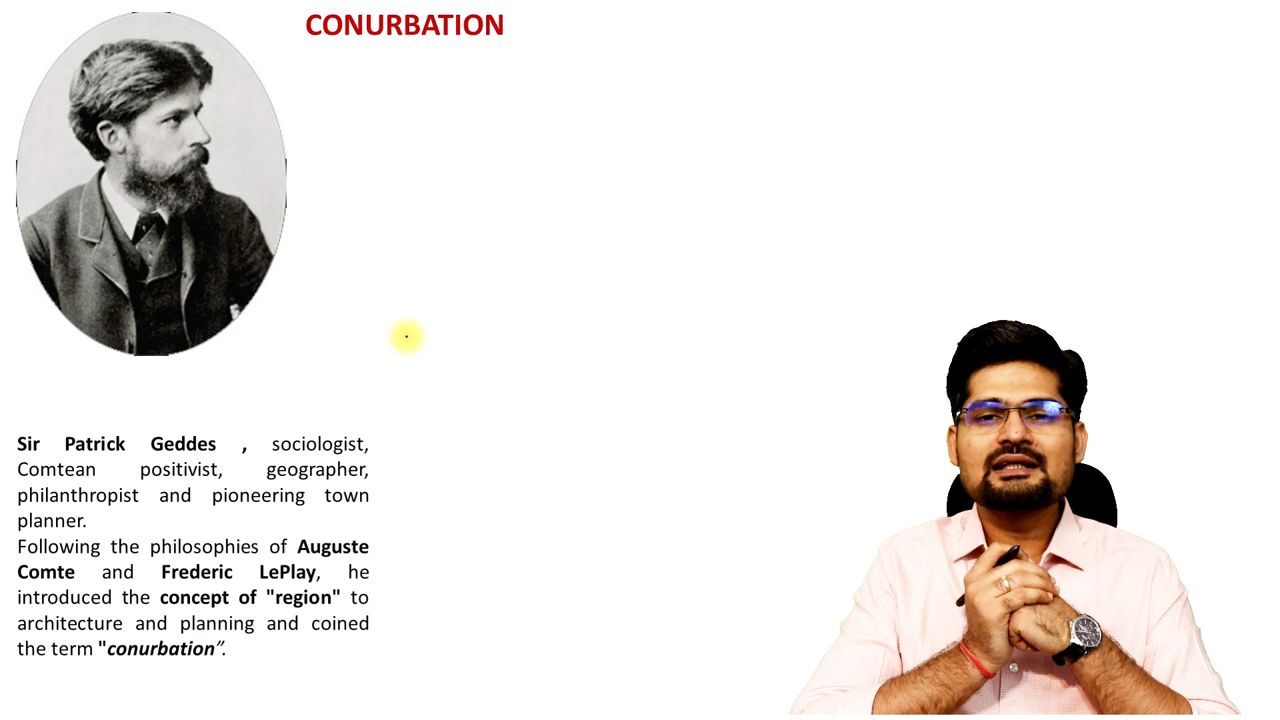 CONURBATION
Sir Patrick Geddes , sociologist,
Comtean positivist, geographer,
philanthropist and pioneering town
planner.
Following the philosophies of Auguste
Comte and Frederic LePlay, he
introduced the concept of "region" to
architecture and planning and coined
the term "conurbation”.